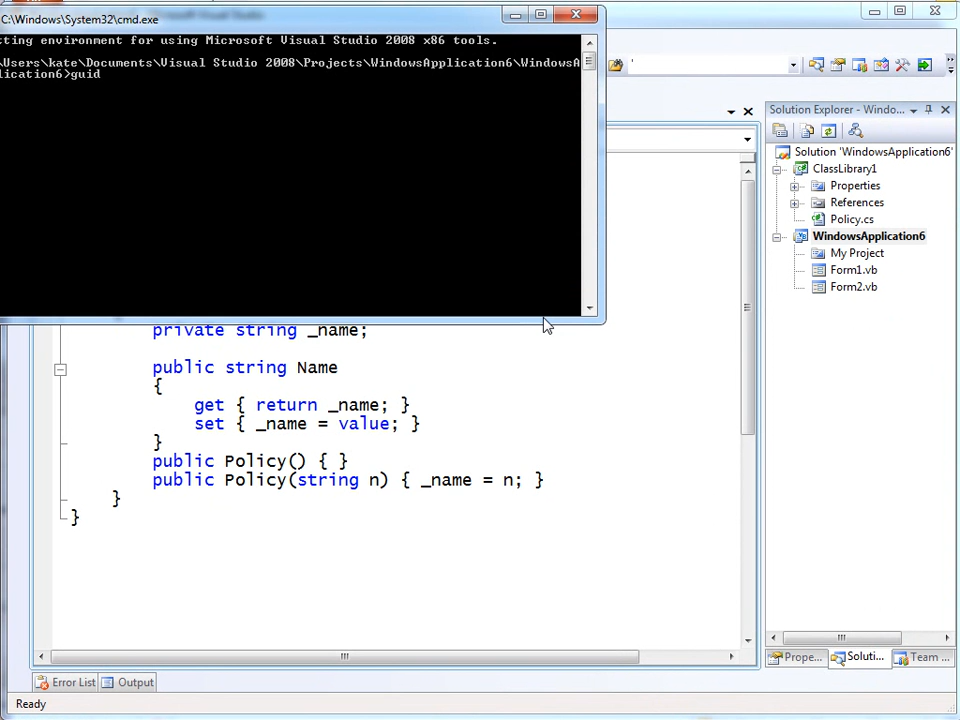 C:\Windows\System32\cmd.exe
tting environment for using Microsoft Visual Studio 2008 x86 tools.
\Users\kate\Documents\Visual Studio 2008\Projects\WindowsApplication6\WindowsA
lication6>guid
Solution Explorer - Windo...
Solution 'WindowsApplication6'
ClassLibrary1
Properties
References
Policy.cs
WindowsApplication6
My Project
Form1.vb
Form2.vb
private string _name;
public string Name
{
get { return _name; }
set { _name = value; }
}
public Policy() { }
public Policy(string n) { _name = n; }
}
}
Prope...
Soluti...
Team ...
Error List
Output
Ready